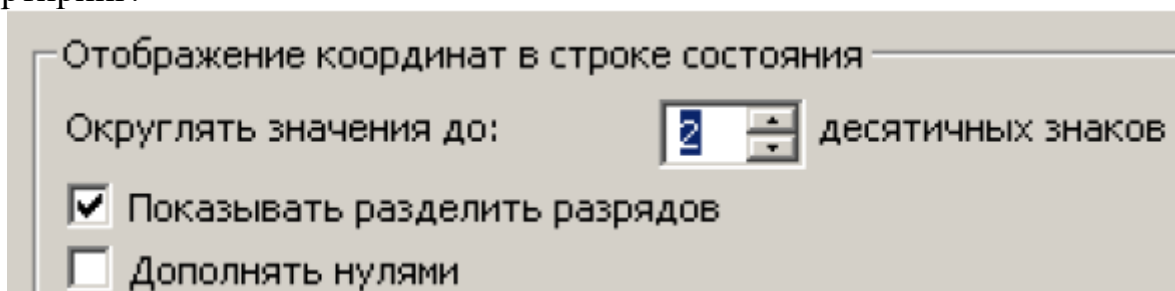 Отображение координат в строке состояния
Округлять значения до: 2 десятичных знаков
Показывать разделить разрядов
Дополнять нулями